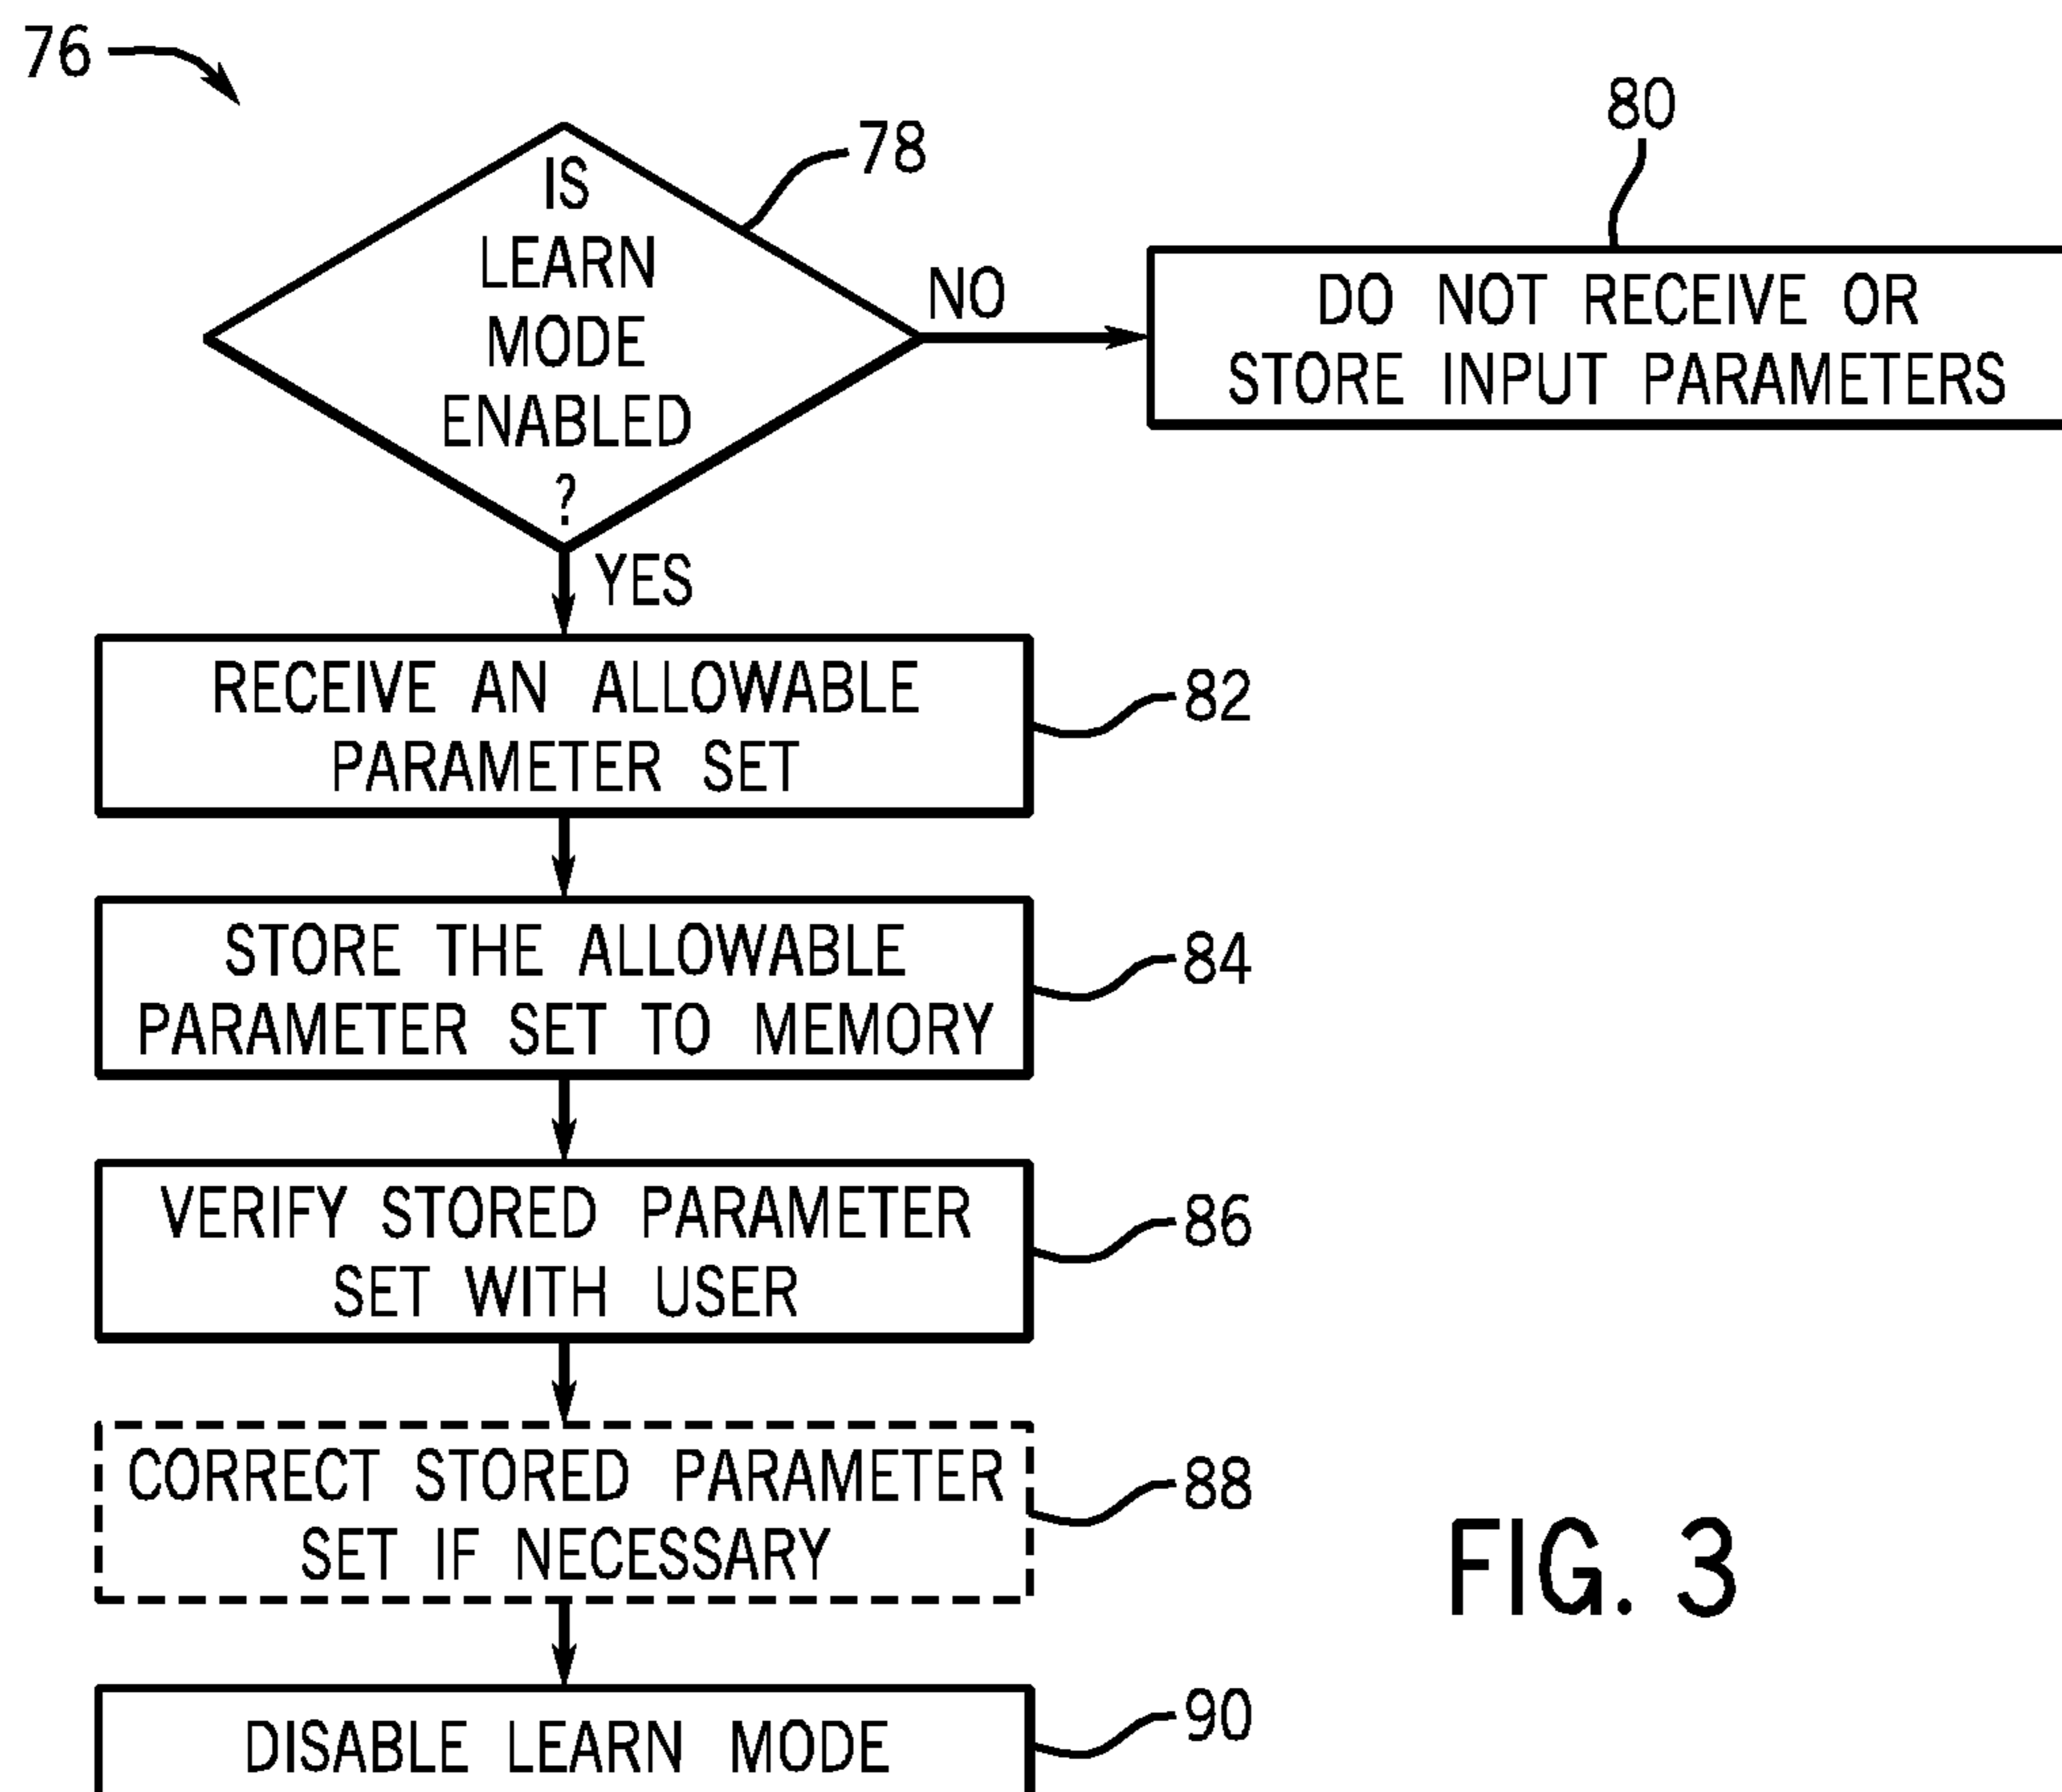 76
IS
LEARN
MODE
ENABLED
?
78
NO
80
DO NOT RECEIVE OR
STORE INPUT PARAMETERS
YES
RECEIVE AN ALLOWABLE
PARAMETER SET
82
STORE THE ALLOWABLE
PARAMETER SET TO MEMORY
84
VERIFY STORED PARAMETER
SET WITH USER
86
CORRECT STORED PARAMETER
SET IF NECESSARY
88
DISABLE LEARN MODE
90
FIG. 3